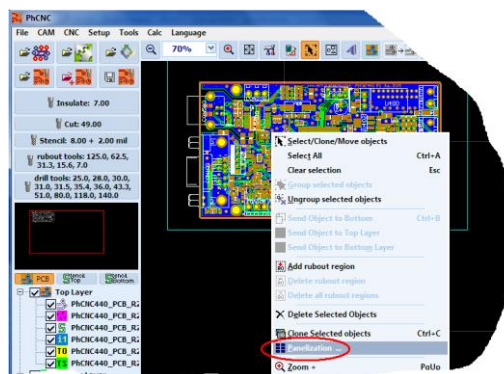 PhCNC
File CAM CNC Setup Tools Calc Language
70%
Insulate: 7.00
Cut: 49.00
Stencil: 8.00 + 2.00 mil
rubout tools: 125.0, 62.5,
31.3, 15.6, 7.0
drill tools: 25.0, 28.0, 30.0,
31.0, 31.5, 35.4, 36.0, 43.3,
51.0, 80.0, 118.0, 140.0
PCB Stencil Top Stencil Bottom
Top Layer
PhCNC440_PCB_R2
PhCNC440_PCB_R2
PhCNC440_PCB_R2
PhCNC440_PCB_R2
PhCNC440_PCB_R2
PhCNC440_PCB_R2
Select/Clone/Move objects
Select All Ctrl+A
Clear selection Esc
Group selected objects
Ungroup selected objects
Send Object to Bottom Ctrl+B
Send Object to Top Layer
Send Object to Bottom Layer
Add rubout region
Delete rubout region
Delete all rubout regions
Delete Selected Objects
Clone Selected objects Ctrl+C
Panelization ...
Zoom + PgUp